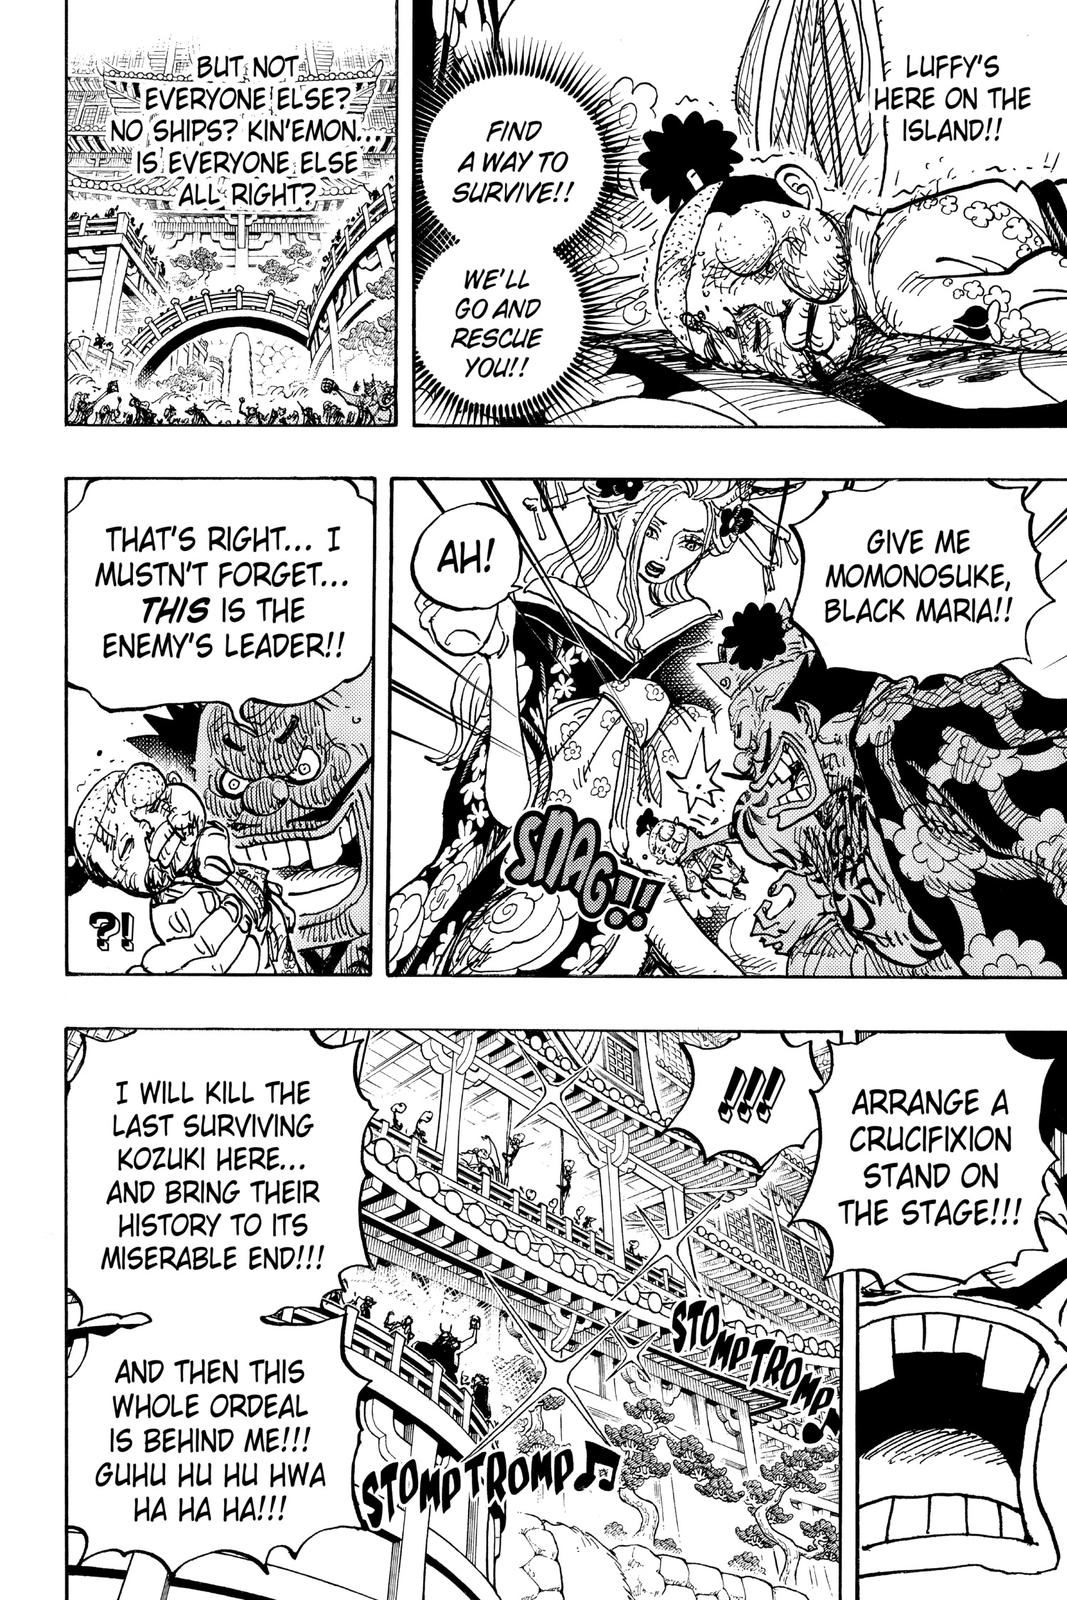 LUFFY'S
HERE ON THE
ISLAND!!
FIND
A WAY TO
SURVIVE!!
WE'LL
GO AND
RESCUE
YOU!!
BUT NOT
EVERYONE ELSE?
NO SHIPS? KIN'EMON...
IS EVERYONE ELSE
ALL RIGHT?
GIVE ME
MOMONOSUKE,
BLACK MARIA!!
AH!
SNAG!!
THAT'S RIGHT... I
MUSTN'T FORGET...
THIS IS THE
ENEMY'S LEADER!!
?!
ARRANGE A
CRUCIFIXION
STAND ON
THE STAGE!!!
!!!
STOMP TROMP♫
STOMP TROMP♫
I WILL KILL THE
LAST SURVIVING
KOZUKI HERE...
AND BRING THEIR
HISTORY TO ITS
MISERABLE END!!!
AND THEN THIS
WHOLE ORDEAL
IS BEHIND ME!!!
GUHU HU HU HWA
HA HA HA!!!